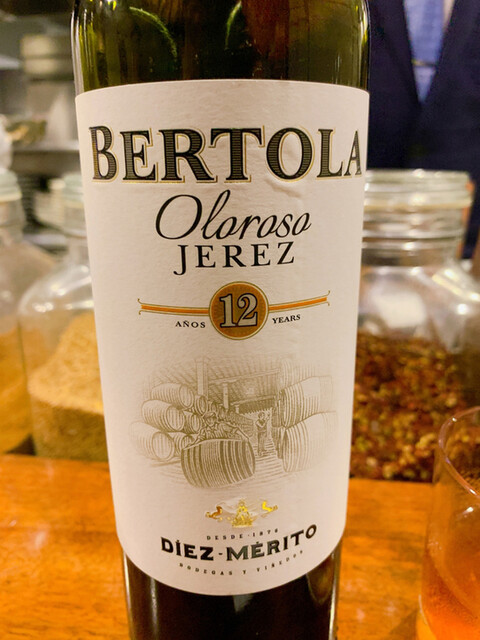 BERTOLA
Oloroso
JEREZ
AÑOS 12 YEARS
DESDE · 1876
DÍEZ - MÉRITO
BODEGAS Y VIÑEDOS